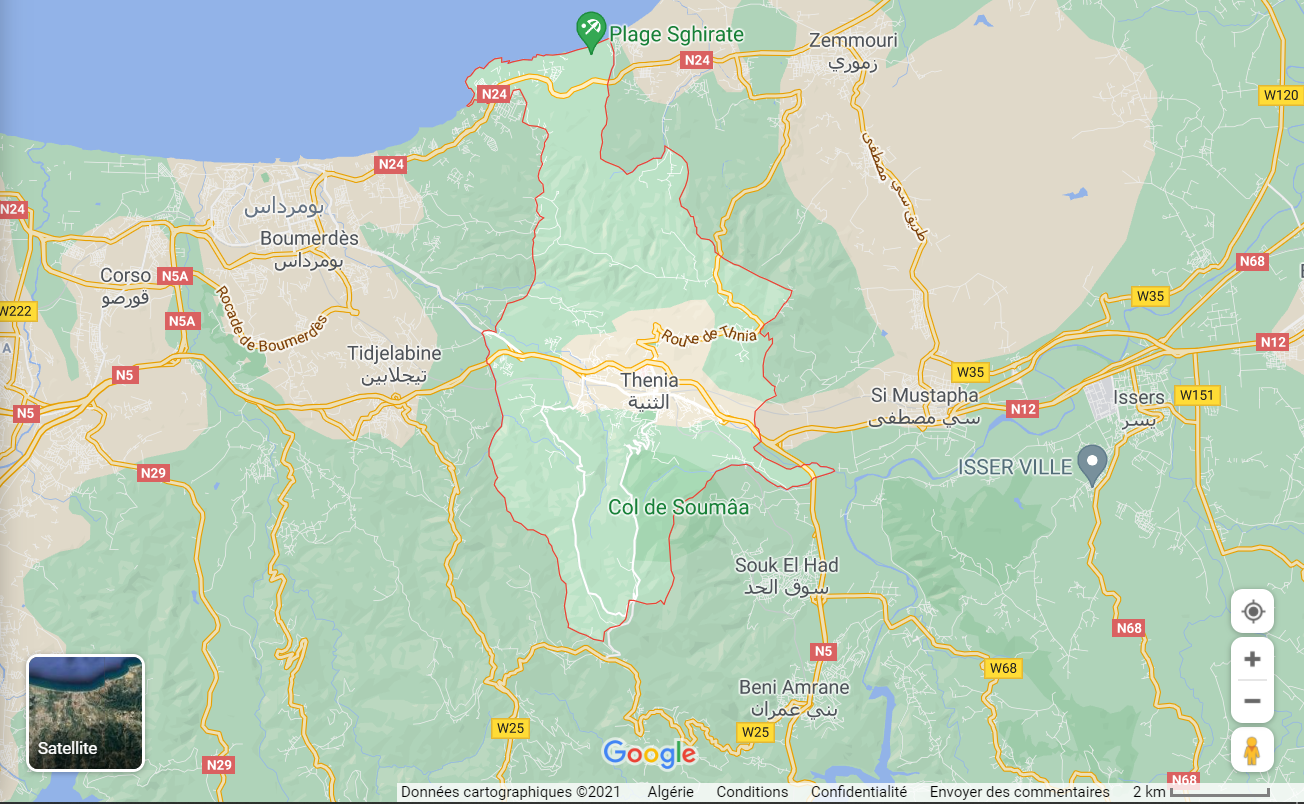 Plage Sghirate
Zemmouri
زموري
N24
N24
W120
N24
طريق سي مصطفى
N24
بومرداس
Boumerdès
بومرداس
N68
Corso
قورصو
N5A
W35
W222
N5A
Rocade de Boumerdès
Route de Thnia
N12
A
Tidjelabine
تيجلابين
N5
Thenia
الثنية
W35
Si Mustapha
سي مصطفى
N12
Issers
يسر
W151
N5
N29
ISSER VILLE
Col de Soumâa
Souk El Had
سوق الحد
N68
N5
W68
Beni Amrane
بني عمران
W25
W25
Satellite
Google
N29
N68
Données cartographiques ©2021 Algérie Conditions Confidentialité Envoyer des commentaires 2 km